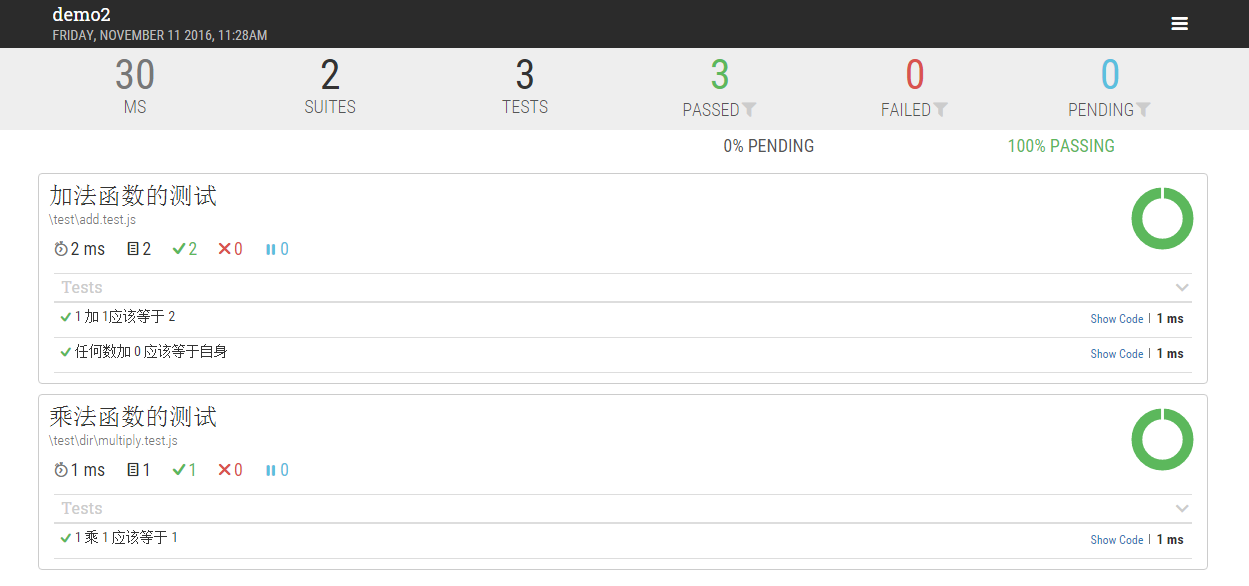 demo2
FRIDAY, NOVEMBER 11 2016, 11:28AM
30 2 3 3 0 0
MS SUITES TESTS PASSED FAILED PENDING
0% PENDING 100% PASSING
加法函数的测试
\test\add.test.js
2 ms 2 2 0 0
Tests
1 加 1应该等于 2 Show Code | 1 ms
任何数加 0 应该等于自身 Show Code | 1 ms
乘法函数的测试
\test\dir\multiply.test.js
1 ms 1 1 0 0
Tests
1 乘 1 应该等于 1 Show Code | 1 ms